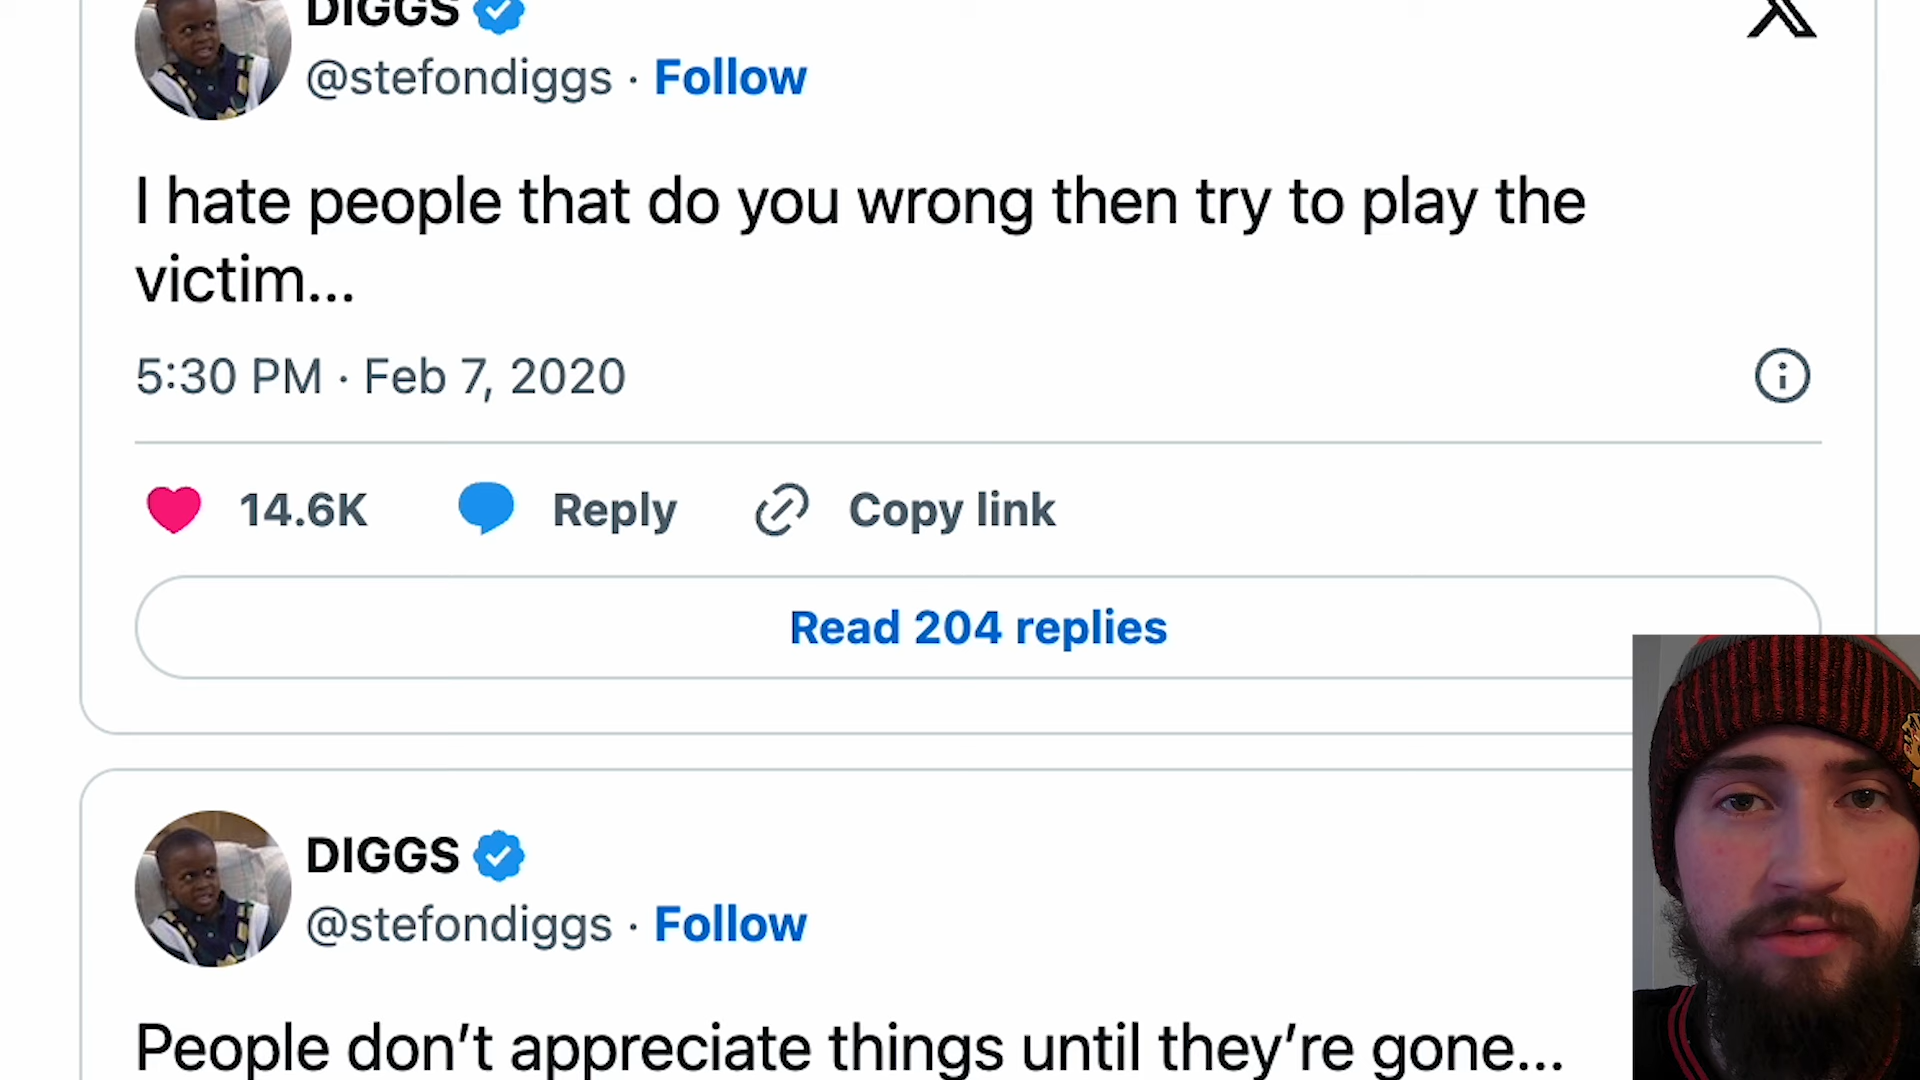 DIGGS
@stefondiggs · Follow
I hate people that do you wrong then try to play the
victim...
5:30 PM · Feb 7, 2020
14.6K Reply Copy link
Read 204 replies
DIGGS
@stefondiggs · Follow
People don’t appreciate things until they’re gone...